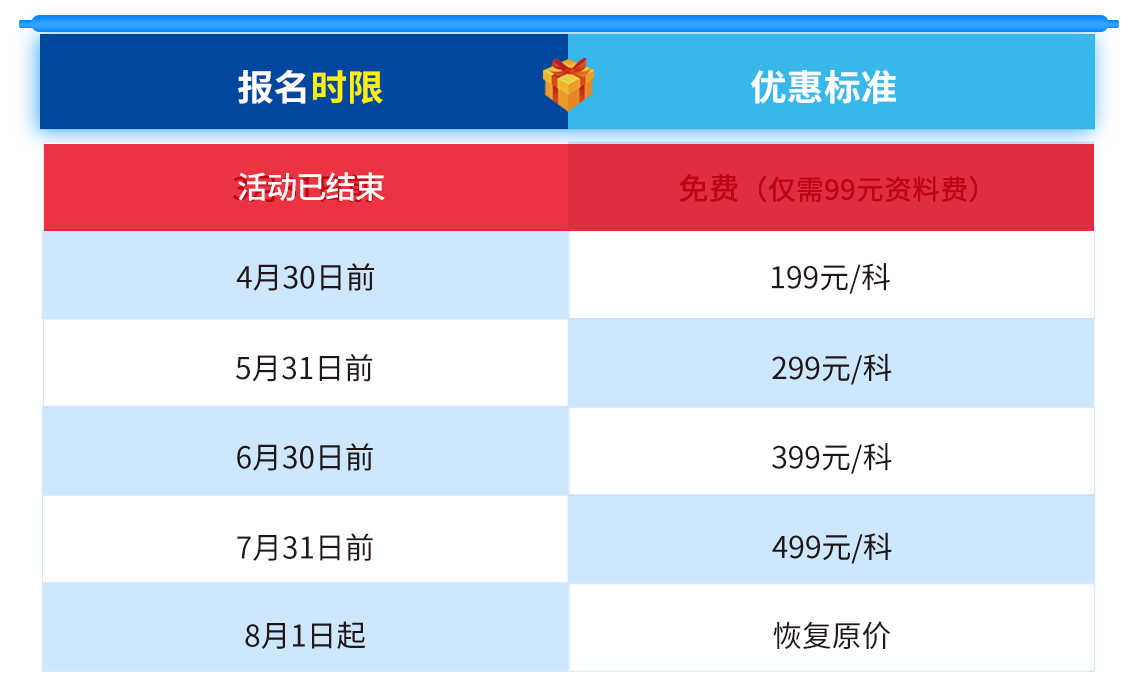 报名时限 优惠标准
活动已结束 免费（仅需99元资料费）
4月30日前 199元/科
5月31日前 299元/科
6月30日前 399元/科
7月31日前 499元/科
8月1日起 恢复原价